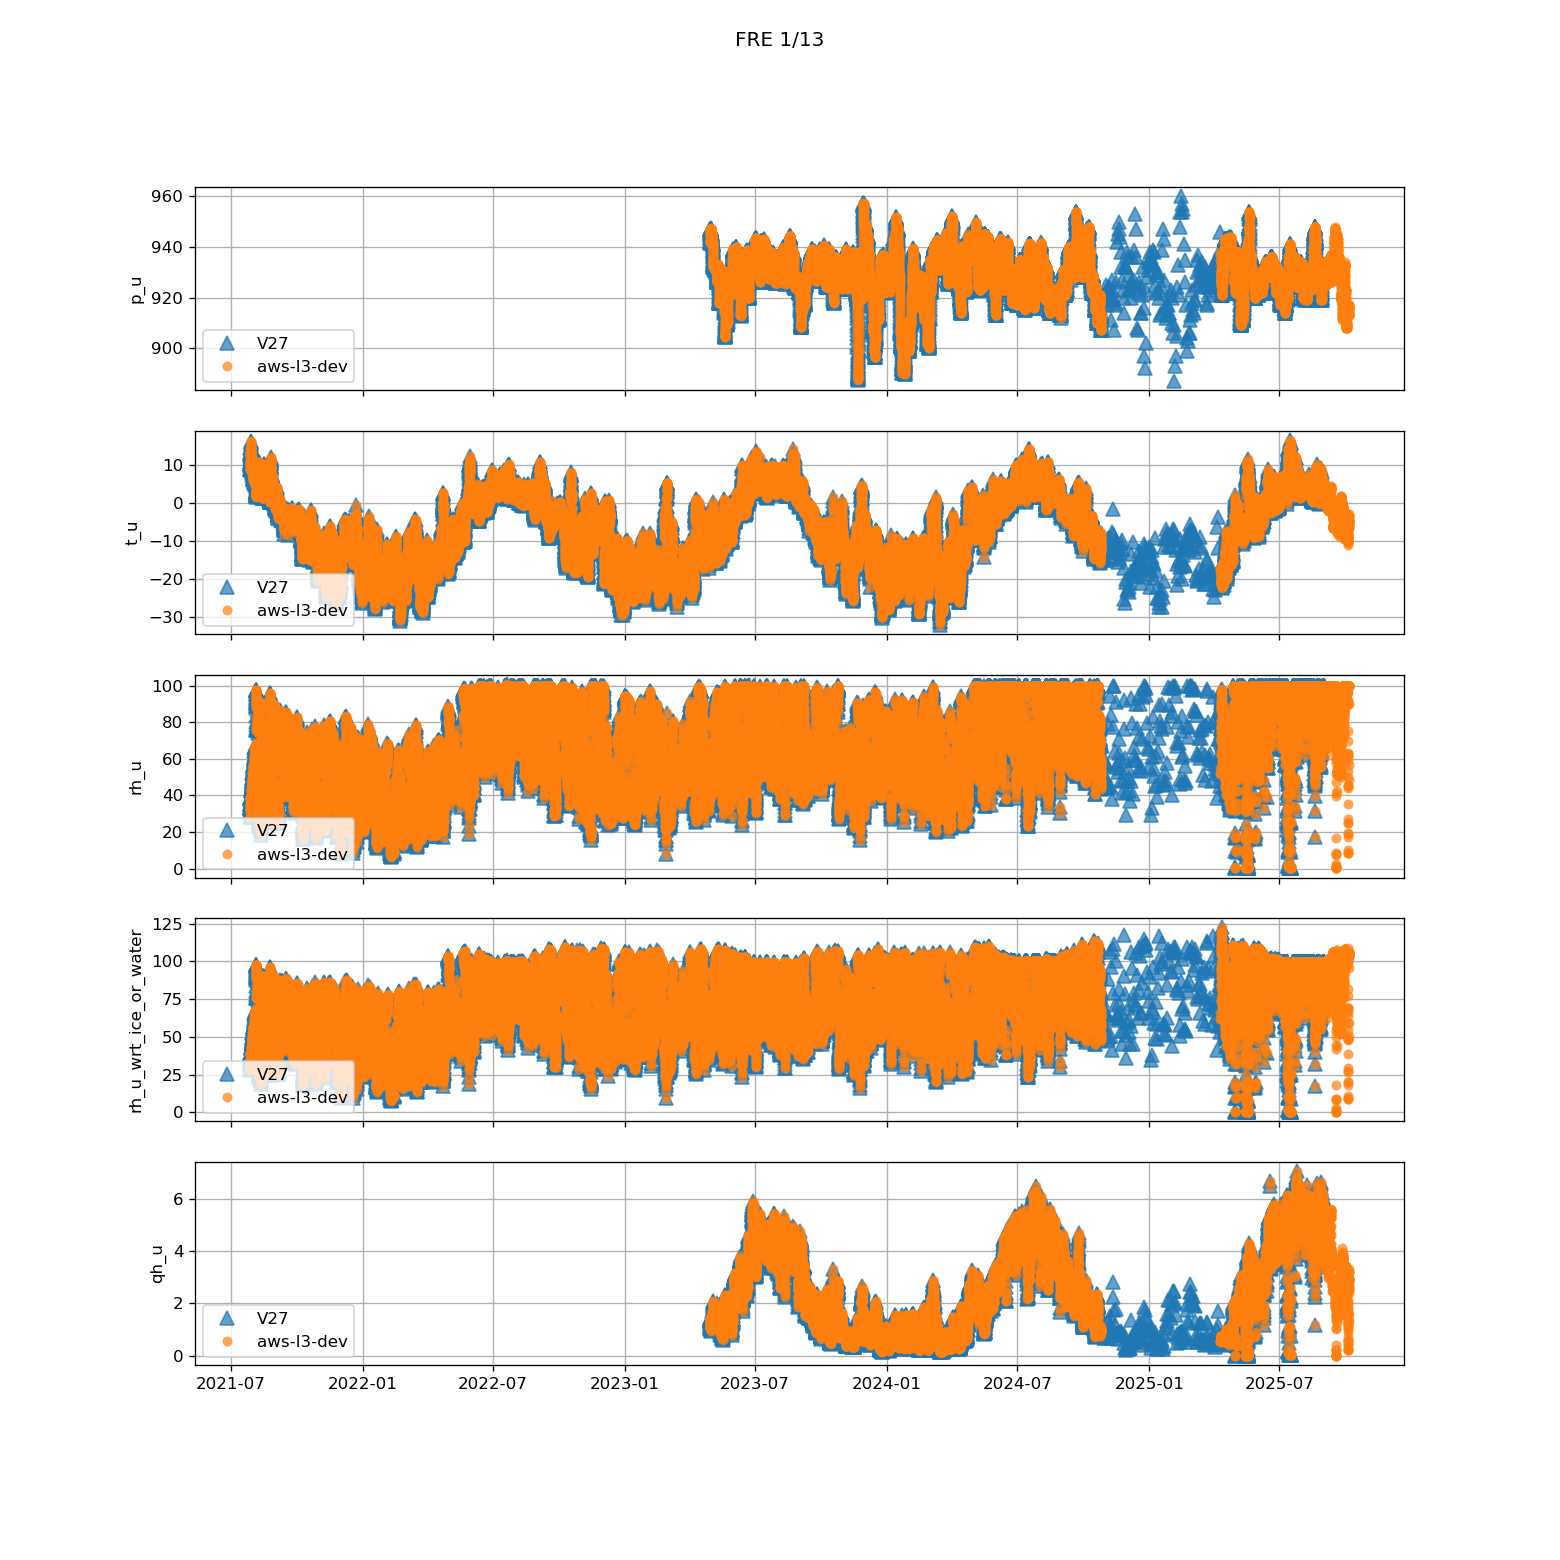 FRE 1/13
960
940
920
900
p_u
V27
aws-l3-dev
10
0
−10
−20
−30
t_u
V27
aws-l3-dev
100
80
60
40
20
0
rh_u
V27
aws-l3-dev
125
100
75
50
25
0
rh_u_wrt_ice_or_water
V27
aws-l3-dev
6
4
2
0
qh_u
V27
aws-l3-dev
2021-07 2022-01 2022-07 2023-01 2023-07 2024-01 2024-07 2025-01 2025-07